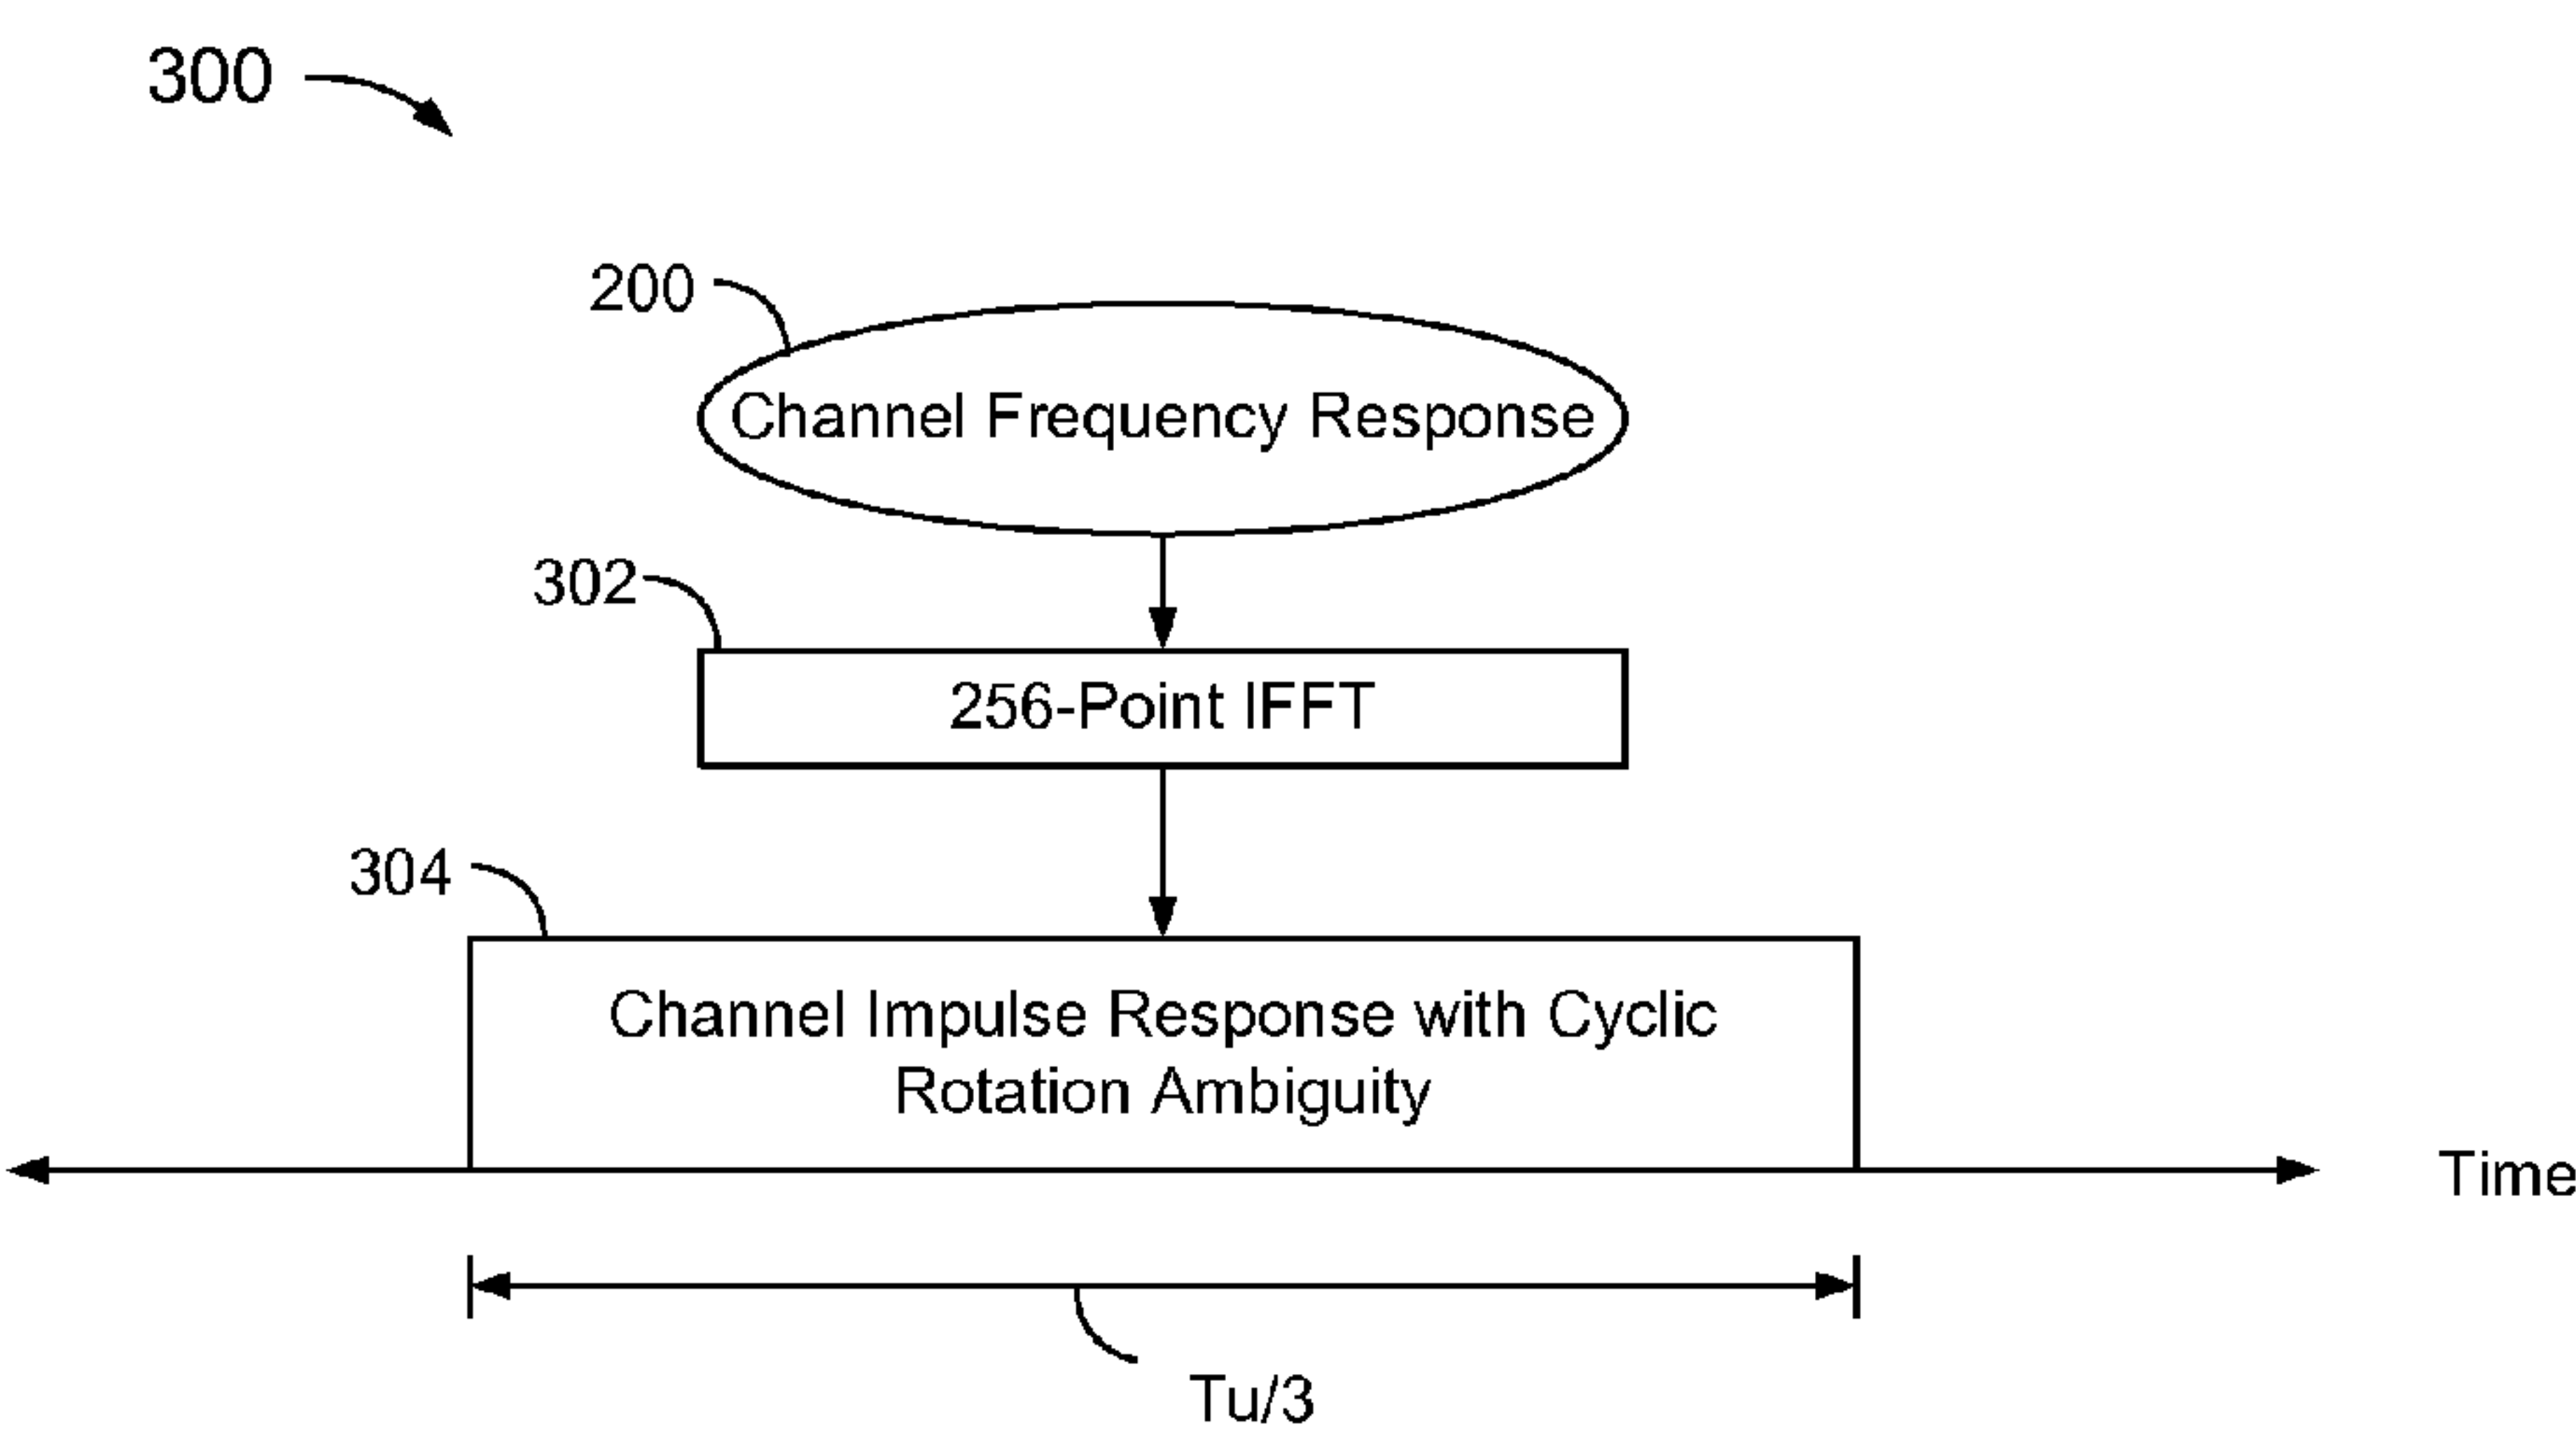 300
200
Channel Frequency Response
302
256-Point IFFT
304
Channel Impulse Response with Cyclic
Rotation Ambiguity
Time
Tu/3